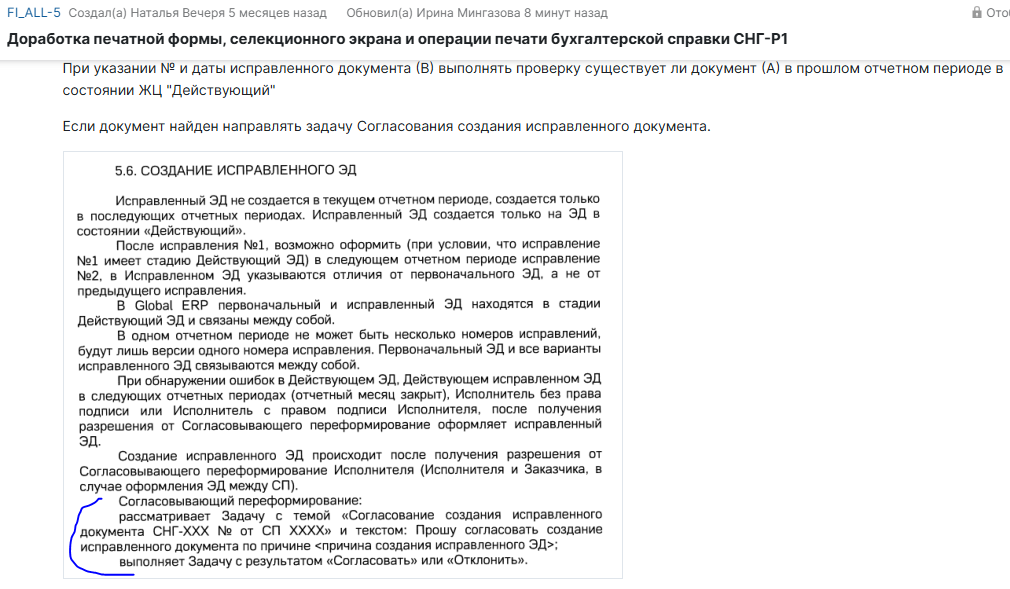 FI_ALL-5 Создал(а) Наталья Вечеря 5 месяцев назад Обновил(а) Ирина Мингазова 8 минут назад
Доработка печатной формы, селекционного экрана и операции печати бухгалтерской справки СНГ-Р1
При указании № и даты исправленного документа (В) выполнять проверку существует ли документ (А) в прошлом отчетном периоде в
состоянии ЖЦ "Действующий"
Если документ найден направлять задачу Согласования создания исправленного документа.
5.6. СОЗДАНИЕ ИСПРАВЛЕННОГО ЭД
Исправленный ЭД не создается в текущем отчетном периоде, создается только
в последующих отчетных периодах. Исправленный ЭД создается только на ЭД в
состоянии «Действующий».
После исправления №1, возможно оформить (при условии, что исправление
№1 имеет стадию Действующий ЭД) в следующем отчетном периоде исправление
№2, в Исправленном ЭД указываются отличия от первоначального ЭД, а не от
предыдущего исправления.
В Global ERP первоначальный и исправленный ЭД находятся в стадии
Действующий ЭД и связаны между собой.
В одном отчетном периоде не может быть несколько номеров исправлений,
будут лишь версии одного номера исправления. Первоначальный ЭД и все варианты
исправленного ЭД связываются между собой.
При обнаружении ошибок в Действующем ЭД, Действующем исправленном ЭД
в следующих отчетных периодах (отчетный месяц закрыт), Исполнитель без права
подписи или Исполнитель с правом подписи Исполнителя, после получения
разрешения от Согласовывающего переформирование оформляет исправленный
ЭД.
Создание исправленного ЭД происходит после получения разрешения от
Согласовывающего переформирование Исполнителя (Исполнителя и Заказчика, в
случае оформления ЭД между СП).
Согласовывающий переформирование:
рассматривает Задачу с темой «Согласование создания исправленного
документа СНГ-ХХХ № от СП ХХХХ» и текстом: Прошу согласовать создание
исправленного документа по причине <причина создания исправленного ЭД>;
выполняет Задачу с результатом «Согласовать» или «Отклонить».